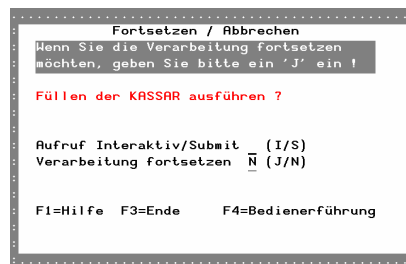 Fortsetzen / Abbrechen
Wenn Sie die Verarbeitung fortsetzen
möchten, geben Sie bitte ein 'J' ein !
Füllen der KASSAR ausführen ?
Aufruf Interaktiv/Submit _ (I/S)
Verarbeitung fortsetzen N (J/N)
F1=Hilfe F3=Ende F4=Bedienerführung